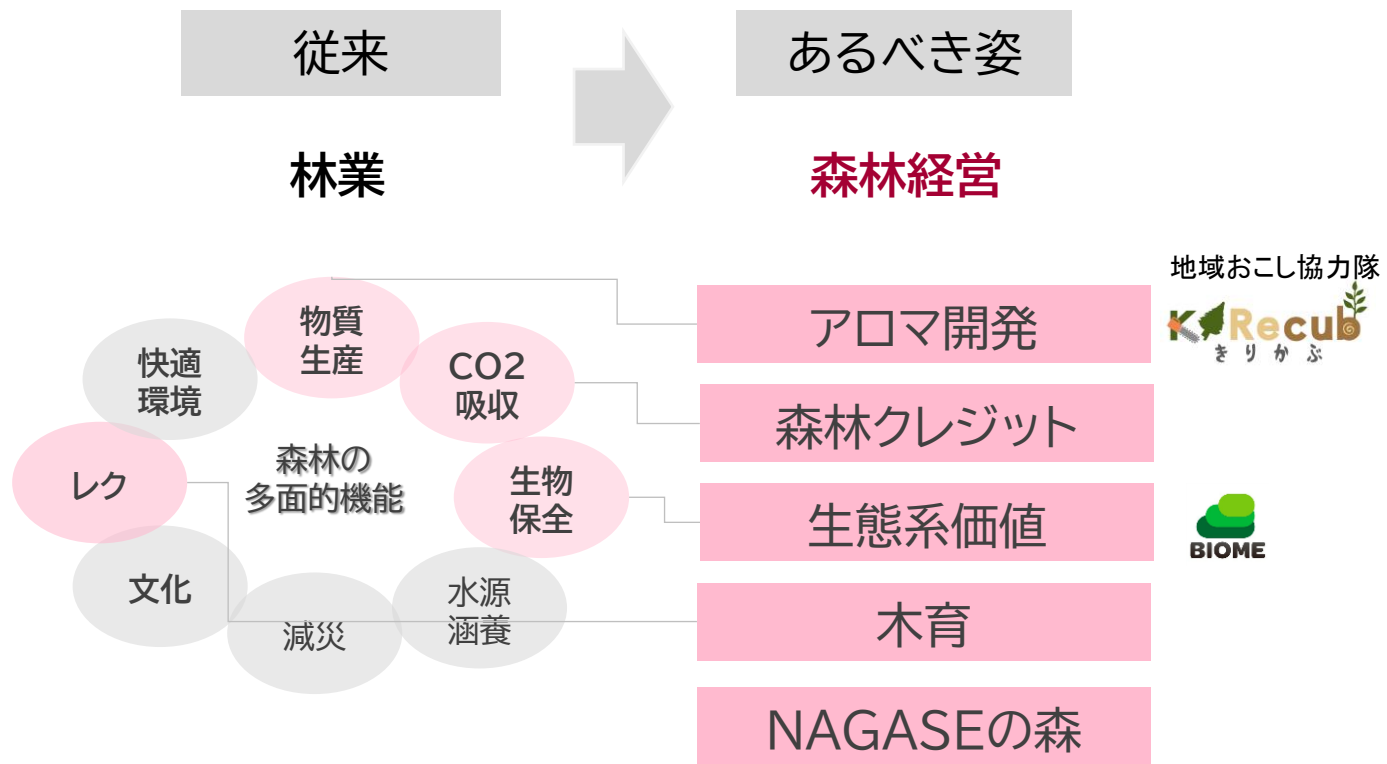 従来
あるべき姿
林業
森林経営
地域おこし協力隊
KIRecub
きりかぶ
物質
生産
快適
環境
CO2
吸収
レク
森林の
多面的機能
生物
保全
文化
減災
水源
涵養
アロマ開発
森林クレジット
生態系価値
BIOME
木育
NAGASEの森